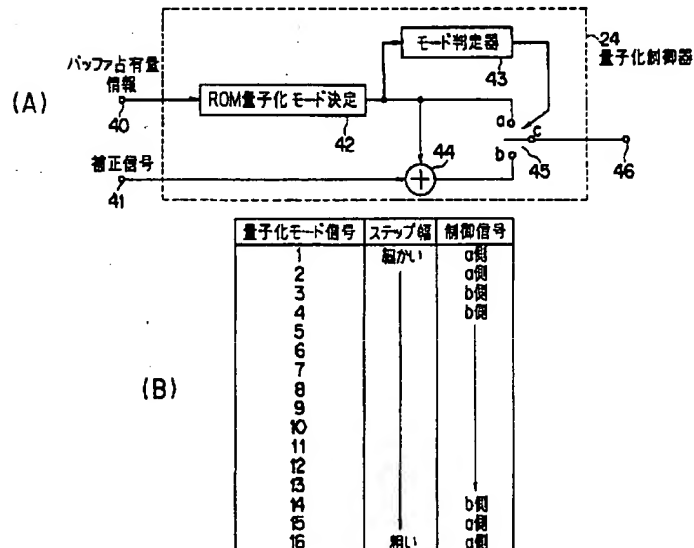 (A)
バッファ占有量
情報
40
ROM量子化モード決定
42
モード判定器
43
24
量子化制御器
a
c
b
45
46
補正信号
41
44
+
(B)
量子化モード信号 ステップ幅 制御信号
1 細かい a側
2 a側
3 b側
4 b側
5
6
7
8
9
10
11
12
13
14 b側
15 a側
16 粗い a側